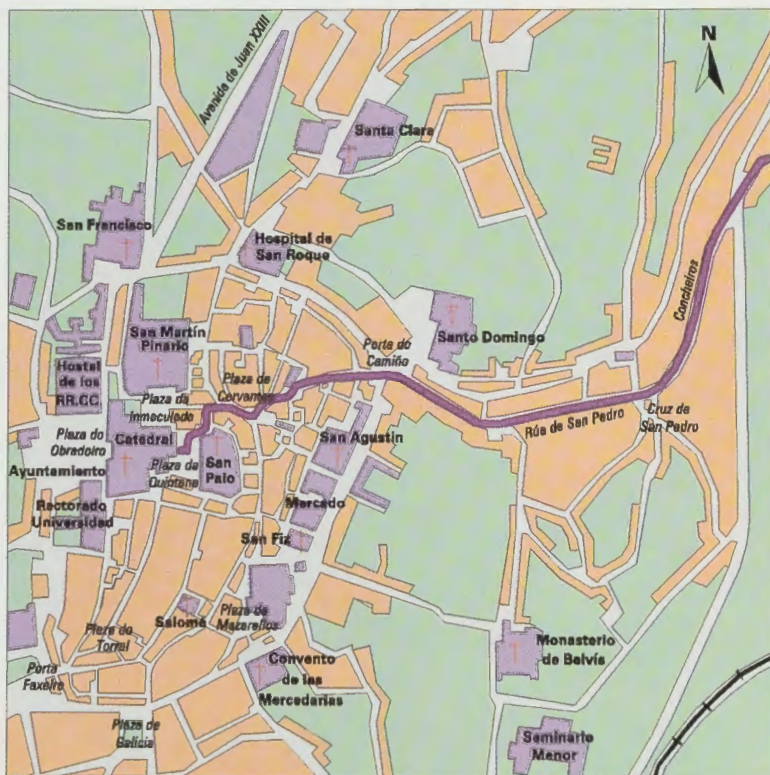 Avenida de Juan XXIII
N
Santa Clara
San Francisco
Hospital de
San Roque
Concheiros
San Martín
Pinario
Porta do
Camiño
Santo Domingo
Hostal
de los
RR.CC.
Plaza de
Cervantes
Plaza da
Inmaculada
Rúa de San Pedro
Cruz de
San Pedro
Plaza do
Obradoiro
Catedral
San Agustín
Ayuntamiento
Plaza da
Quintana
San
Paio
Rectorado
Universidad
Mercado
San Fiz
Salomé
Plaza de
Mazarelos
Plaza do
Torral
Monasterio
de Belvís
Porta
Faxeiro
Convento
de las
Mercedarias
Plaza de
Galicia
Seminario
Menor